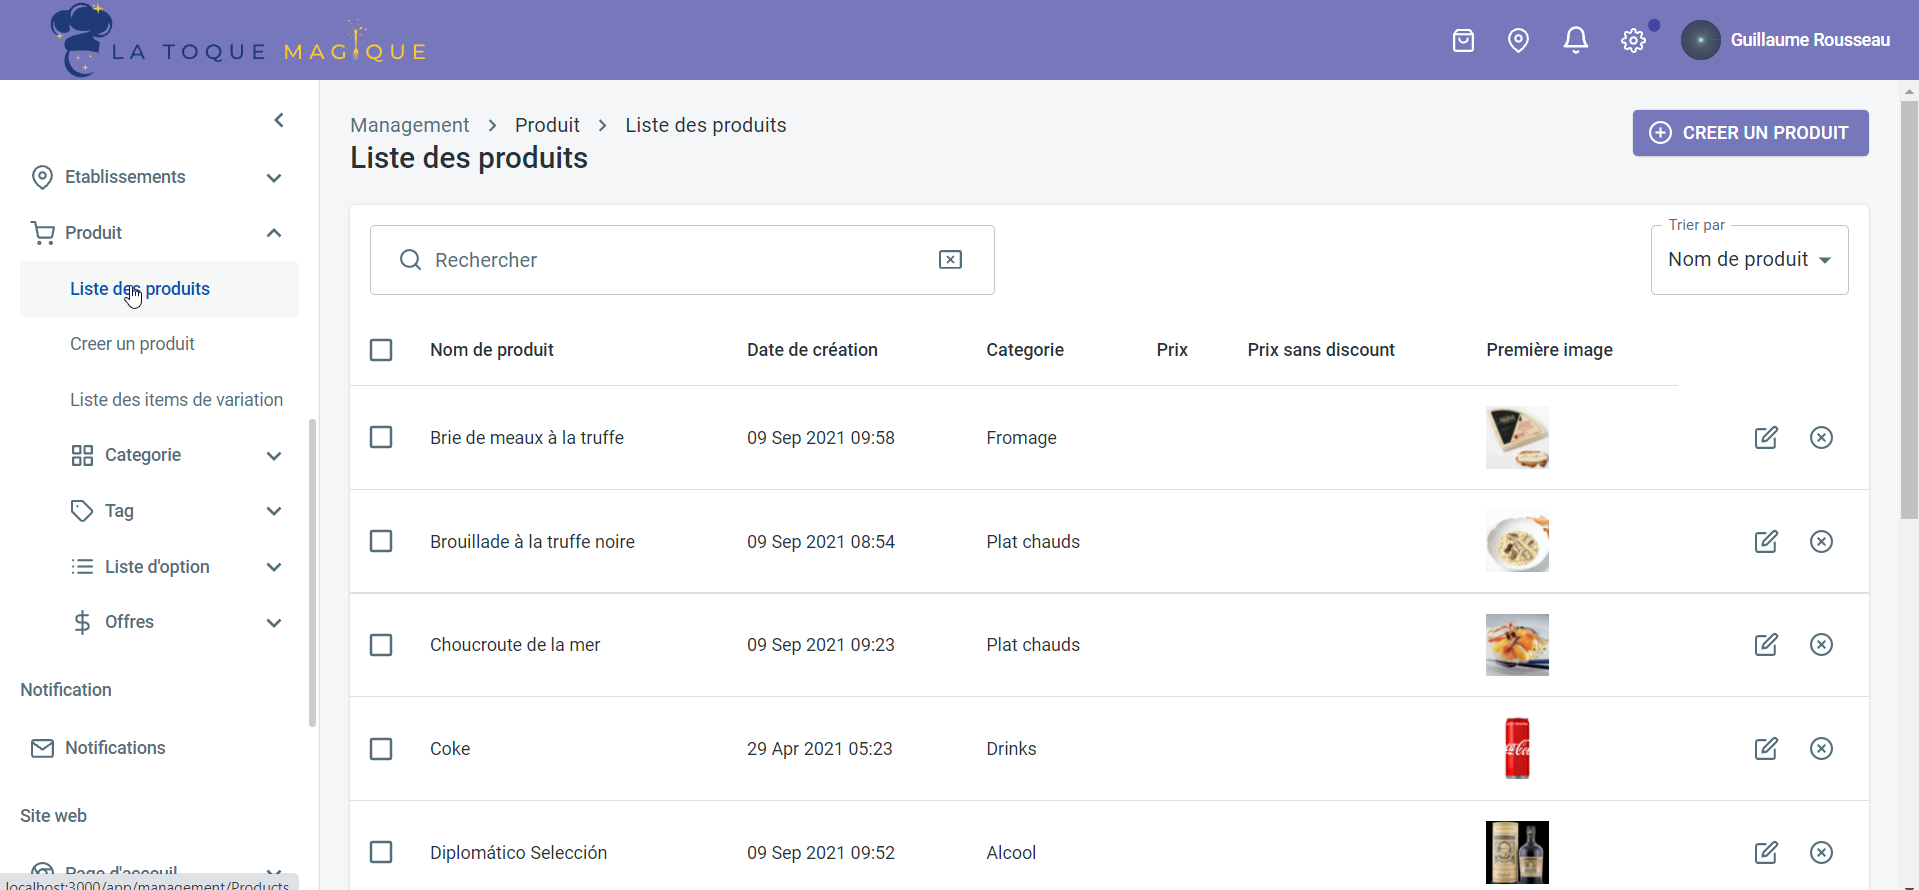 LA TOQUE MAGIQUE
Guillaume Rousseau
Etablissements
Produit
Liste des produits
Creer un produit
Liste des items de variation
Categorie
Tag
Liste d'option
Offres
Notification
Notifications
Site web
Page d'acceuil
localhost:3000/app/management/Products
Management > Produit > Liste des produits
Liste des produits
CREER UN PRODUIT
Rechercher
Trier par
Nom de produit
Nom de produit Date de création Categorie Prix Prix sans discount Première image
Brie de meaux à la truffe 09 Sep 2021 09:58 Fromage
Brouillade à la truffe noire 09 Sep 2021 08:54 Plat chauds
Choucroute de la mer 09 Sep 2021 09:23 Plat chauds
Coke 29 Apr 2021 05:23 Drinks
Diplomático Selección 09 Sep 2021 09:52 Alcool